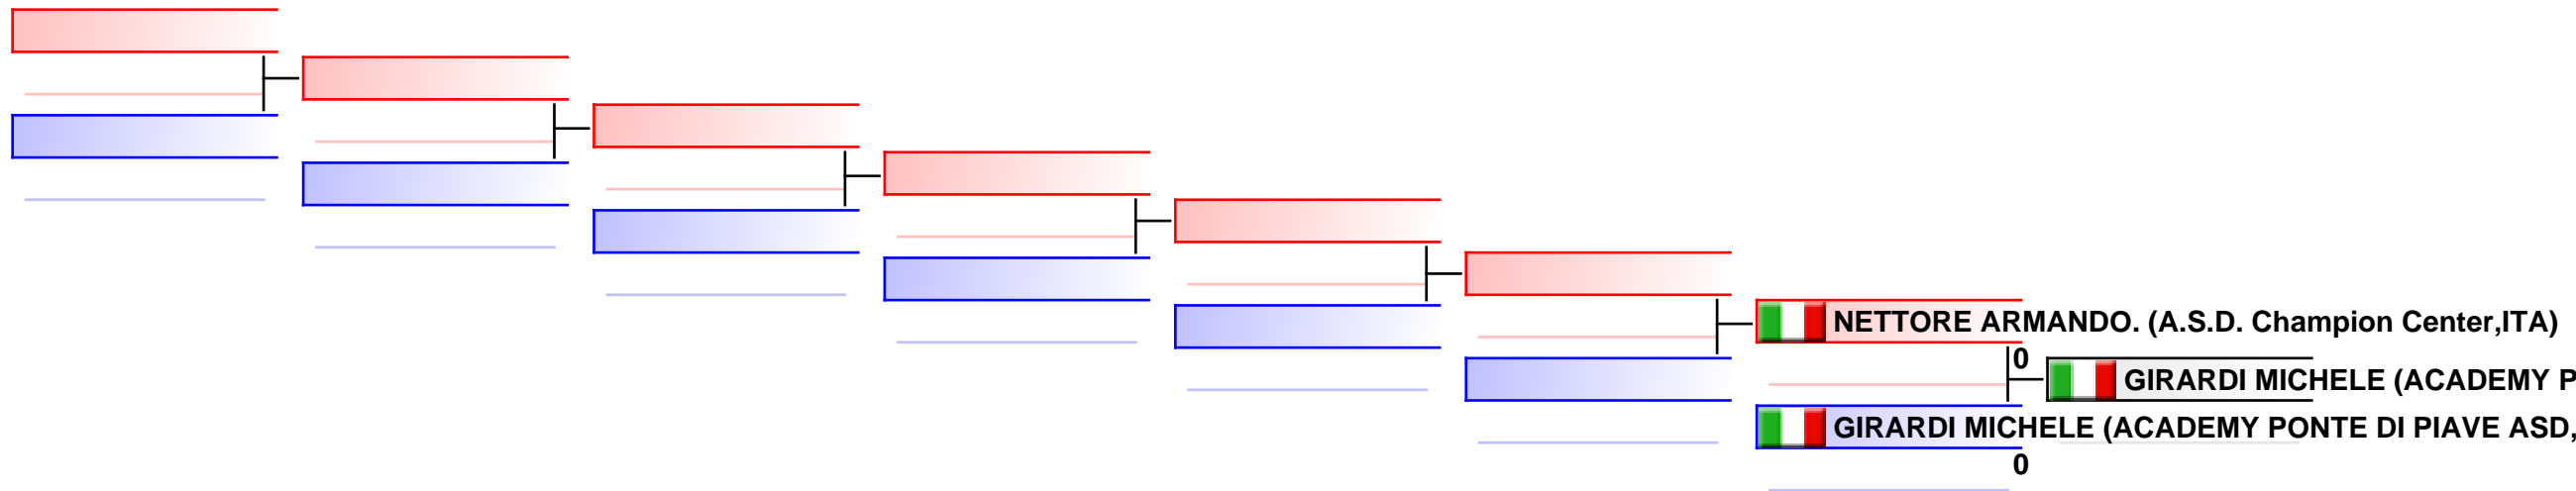 NETTORE ARMANDO. (A.S.D. Champion Center,ITA)
0
GIRARDI MICHELE (ACADEMY P
GIRARDI MICHELE (ACADEMY PONTE DI PIAVE ASD,
0